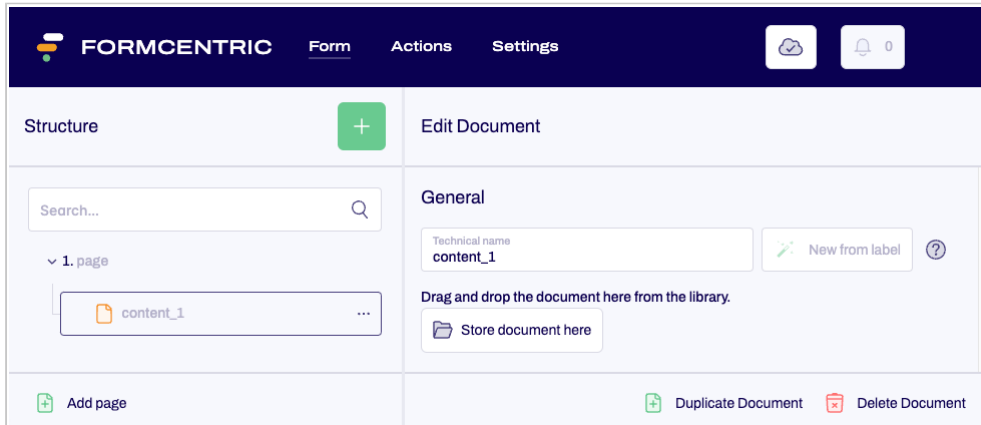 FORMCENTRIC Form Actions Settings 0
Structure
Edit Document
Search...
1. page
content_1 ...
Add page
General
Technical name
content_1
New from label ?
Drag and drop the document here from the library.
Store document here
Duplicate Document Delete Document